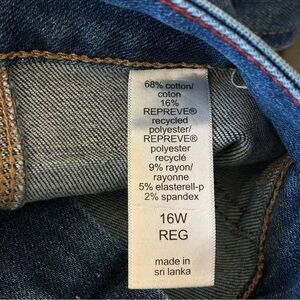 68% cotton/
coton
16%
REPREVE®
recycled
polyester/
REPREVE®
polyester
recyclé
9% rayon/
rayonne
5% elasterell-p
2% spandex
16W
REG
made in
sri lanka